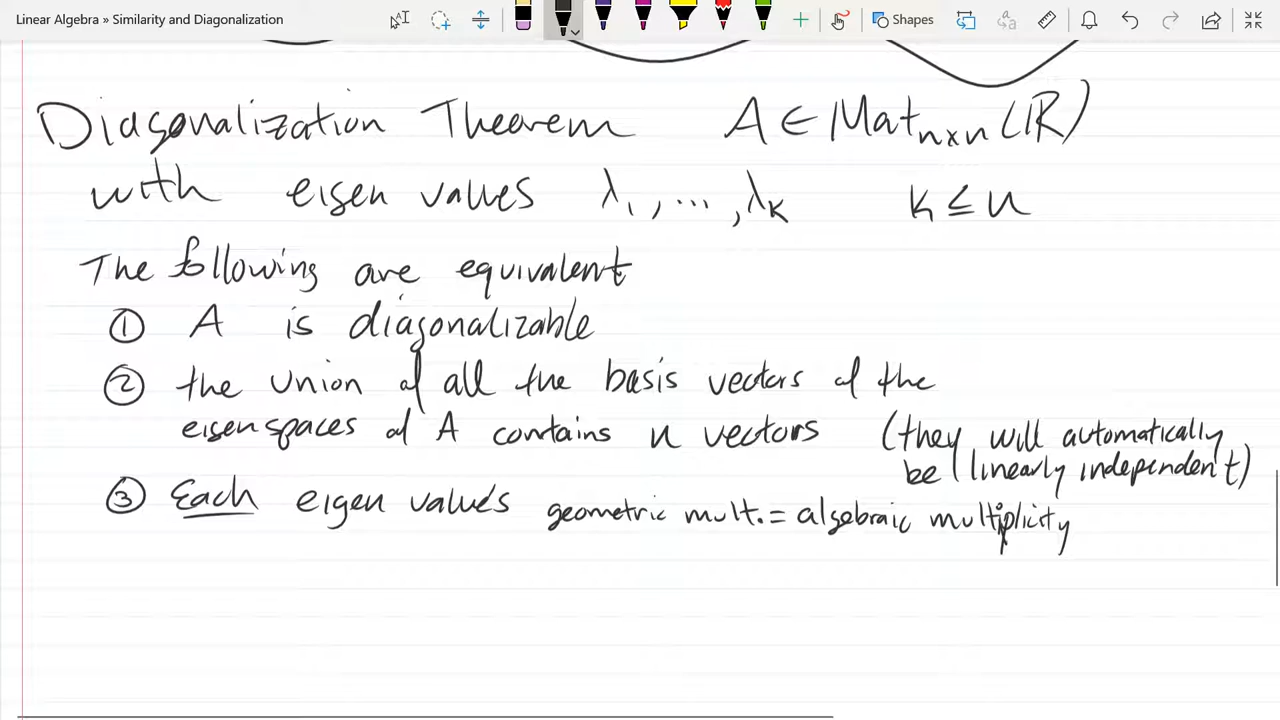 Linear Algebra » Similarity and Diagonalization
Shapes
Diagonalization Theorem A ∈ Matₙₓₙ(ℝ)
with eigen values λ₁, ..., λₖ k ≤ n
The following are equivalent
① A is diagonalizable
② the union of all the basis vectors of the
eigenspaces of A contains n vectors (they will automatically
be linearly independent)
③ Each eigen values geometric mult. = algebraic multiplicity